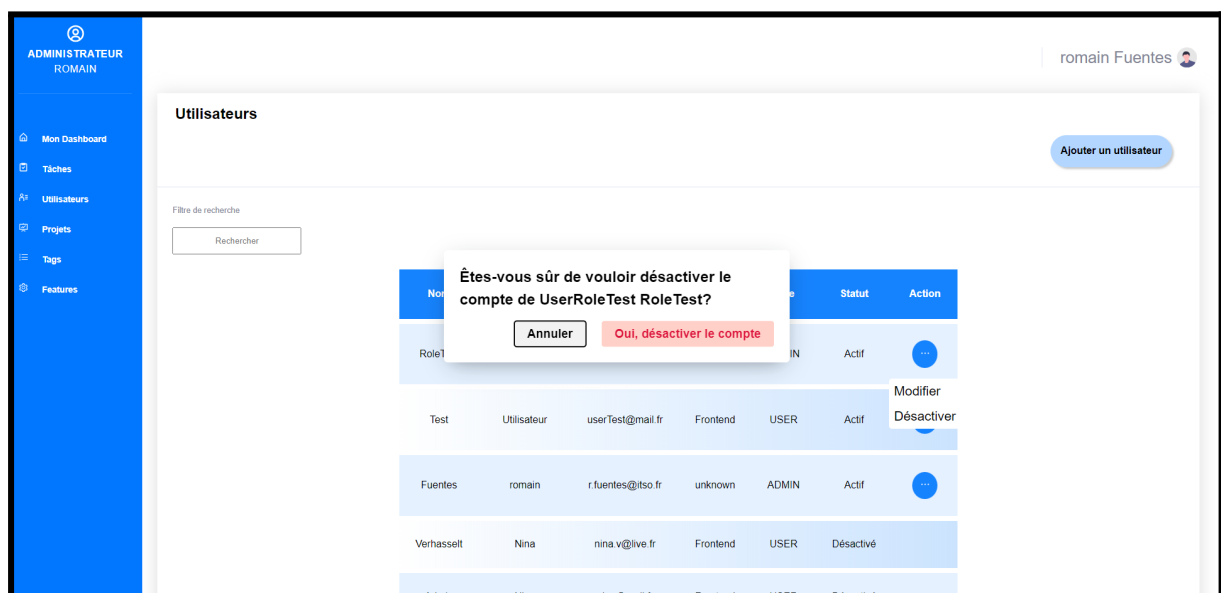 ADMINISTRATEUR
ROMAIN
romain Fuentes
Mon Dashboard
Tâches
Utilisateurs
Projets
Tags
Features
Utilisateurs
Ajouter un utilisateur
Filtre de recherche
Rechercher
Êtes-vous sûr de vouloir désactiver le
compte de UserRoleTest RoleTest?
Annuler Oui, désactiver le compte
Statut Action
Actif
Modifier
Désactiver
Test Utilisateur userTest@mail.fr Frontend USER Actif
Fuentes romain r.fuentes@itso.fr unknown ADMIN Actif
Verhasselt Nina nina.v@live.fr Frontend USER Désactivé